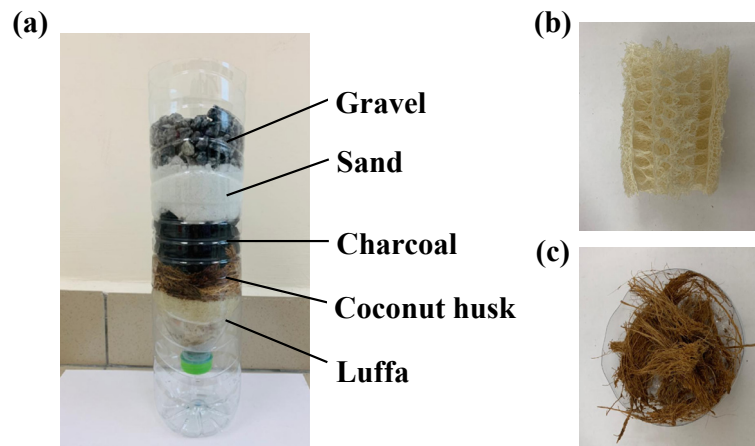 (a)
Gravel
Sand
Charcoal
Coconut husk
Luffa
(b)
(c)